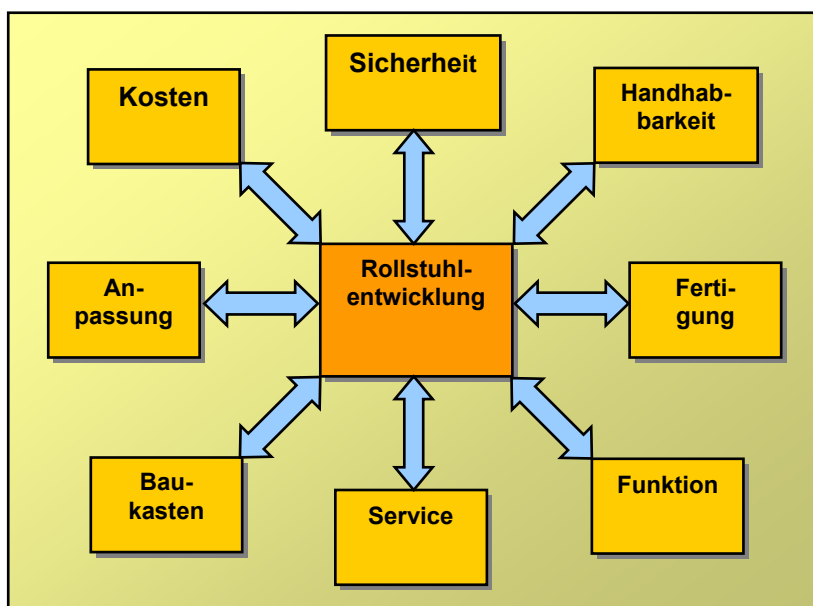 Sicherheit
Kosten
Handhab-
barkeit
Rollstuhl-
entwicklung
An-
passung
Ferti-
gung
Bau-
kasten
Service
Funktion